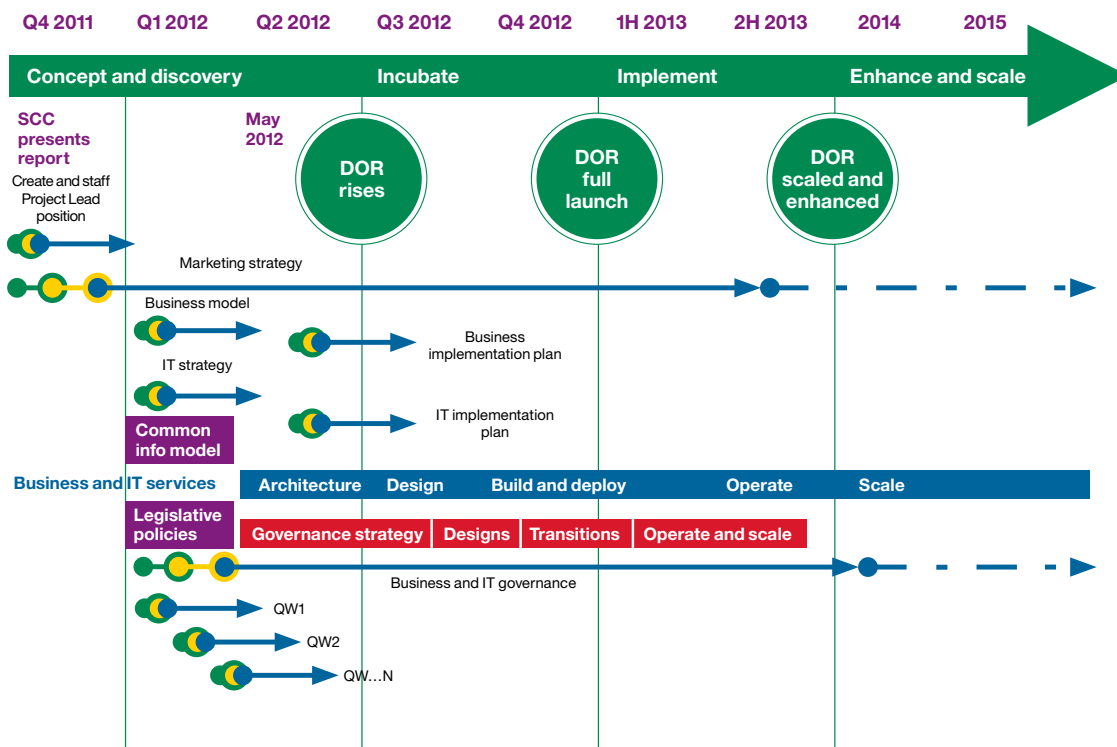 Q4 2011 Q1 2012 Q2 2012 Q3 2012 Q4 2012 1H 2013 2H 2013 2014 2015
Concept and discovery Incubate Implement Enhance and scale
SCC
presents
report
May
2012
DOR
rises
DOR
full
launch
DOR
scaled and
enhanced
Create and staff
Project Lead
position
Marketing strategy
Business model
Business
implementation plan
IT strategy
IT implementation
plan
Common
info model
Business and IT services
Architecture Design Build and deploy Operate Scale
Legislative
policies
Governance strategy Designs Transitions Operate and scale
Business and IT governance
QW1
QW2
QW...N